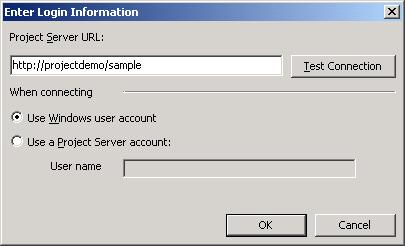 Enter Login Information
Project Server URL:
http://projectdemo/sample
Test Connection
When connecting
Use Windows user account
Use a Project Server account:
User name
OK
Cancel